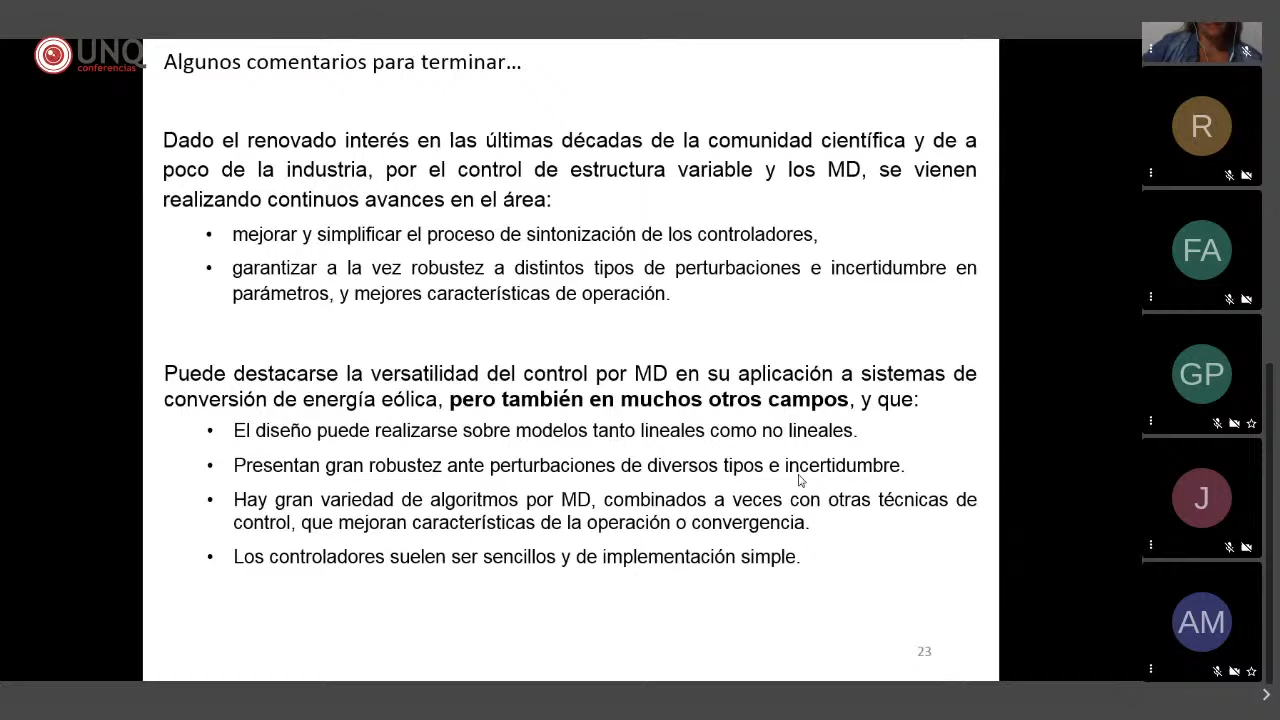 UNQ
conferencias
Algunos comentarios para terminar...
Dado el renovado interés en las últimas décadas de la comunidad científica y de a
poco de la industria, por el control de estructura variable y los MD, se vienen
realizando continuos avances en el área:
• mejorar y simplificar el proceso de sintonización de los controladores,
• garantizar a la vez robustez a distintos tipos de perturbaciones e incertidumbre en
parámetros, y mejores características de operación.
Puede destacarse la versatilidad del control por MD en su aplicación a sistemas de
conversión de energía eólica, pero también en muchos otros campos, y que:
• El diseño puede realizarse sobre modelos tanto lineales como no lineales.
• Presentan gran robustez ante perturbaciones de diversos tipos e incertidumbre.
• Hay gran variedad de algoritmos por MD, combinados a veces con otras técnicas de
control, que mejoran características de la operación o convergencia.
• Los controladores suelen ser sencillos y de implementación simple.
23
R
FA
GP
J
AM